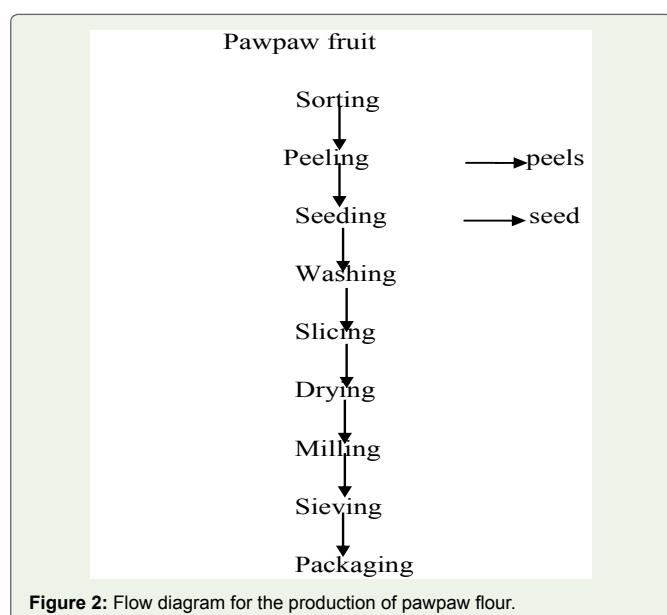 Pawpaw fruit
Sorting
Peeling peels
Seeding seed
Washing
Slicing
Drying
Milling
Sieving
Packaging
Figure 2: Flow diagram for the production of pawpaw flour.